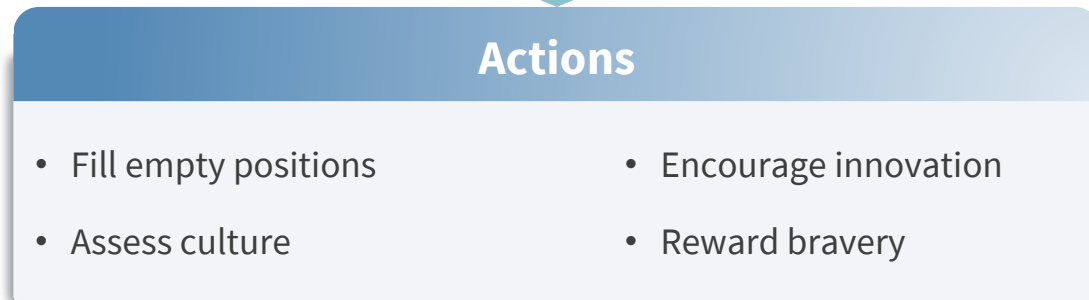 Actions
• Fill empty positions
• Assess culture
• Encourage innovation
• Reward bravery